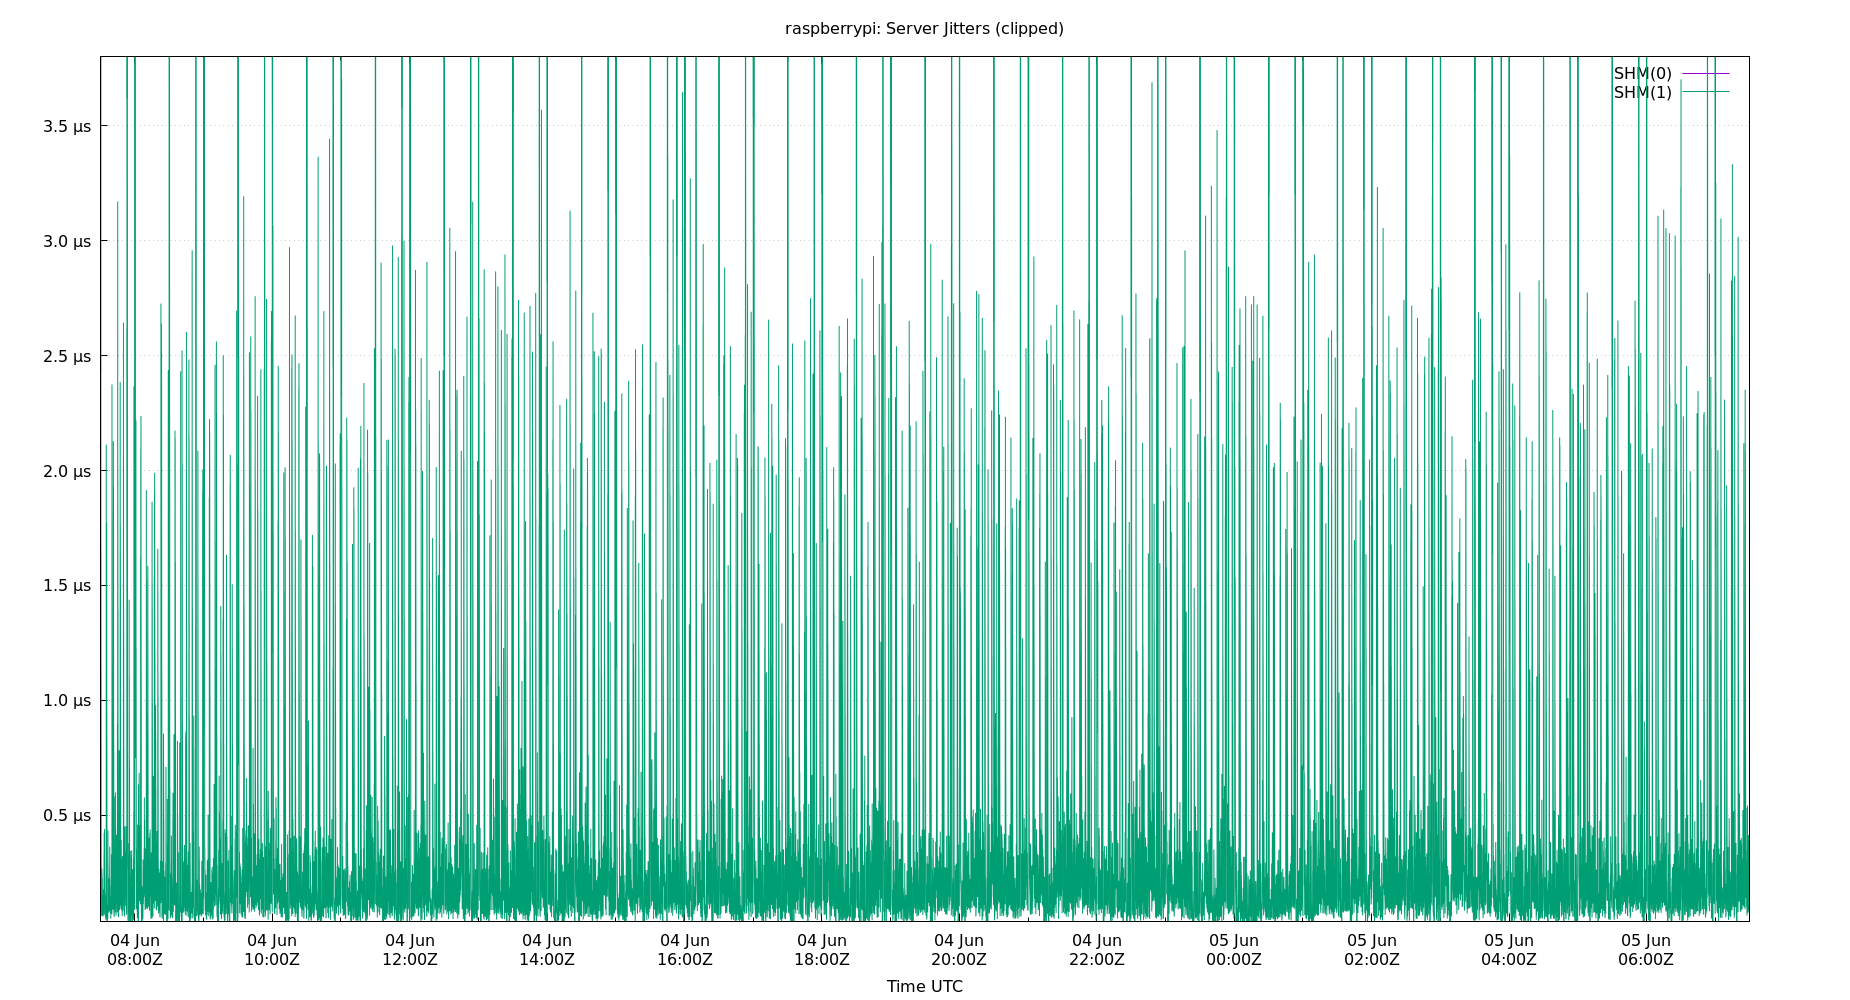 raspberrypi: Server Jitters (clipped)
SHM(0)
SHM(1)
3.5 µs
3.0 µs
2.5 µs
2.0 µs
1.5 µs
1.0 µs
0.5 µs
04 Jun 04 Jun 04 Jun 04 Jun 04 Jun 04 Jun 04 Jun 04 Jun 05 Jun 05 Jun 05 Jun 05 Jun
08:00Z 10:00Z 12:00Z 14:00Z 16:00Z 18:00Z 20:00Z 22:00Z 00:00Z 02:00Z 04:00Z 06:00Z
Time UTC